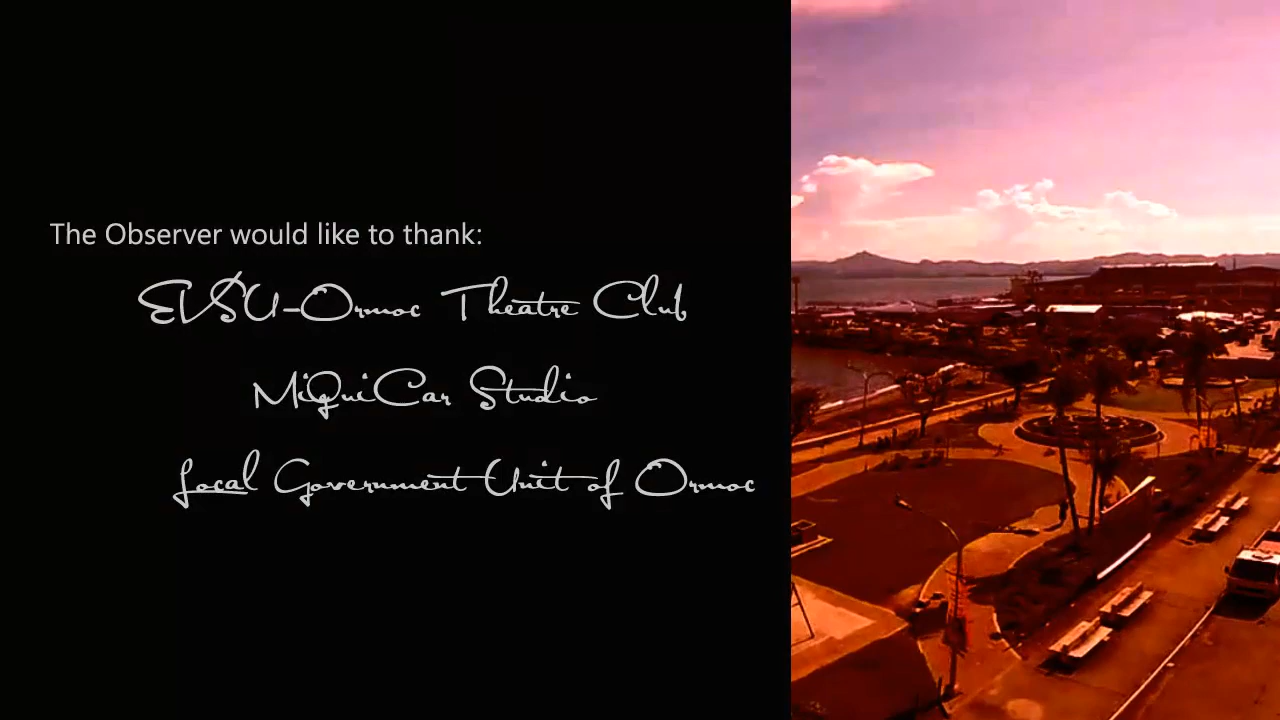 The Observer would like to thank:
EVSU-Ormoc Theatre Club
MiQuiCar Studio
Local Government Unit of Ormoc